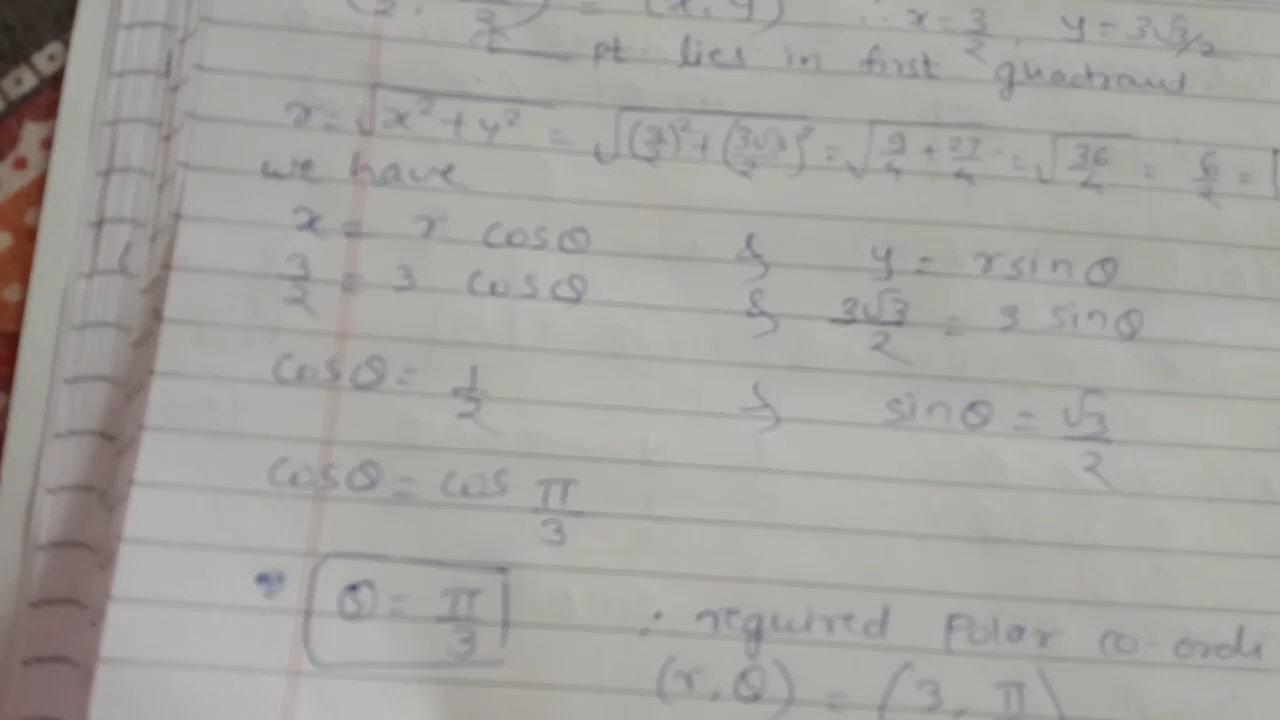 = (x, y) ∴ x = 3/2, y = 3√3/2
pt. lies in first quadrant.
r = √x² + y² = √(3/2)² + (3√3/2)² = √9/4 + 27/4 = √36/4 = 6/2 =
we have
x = r cosθ & y = r sinθ
3/2 = 3 cosθ & 3√3/2 = 3 sinθ
cosθ = 1/2 & sinθ = √3/2
cosθ = cos π/3
θ = π/3 ∴ required Polar co-ordi
(r, θ) = (3, π